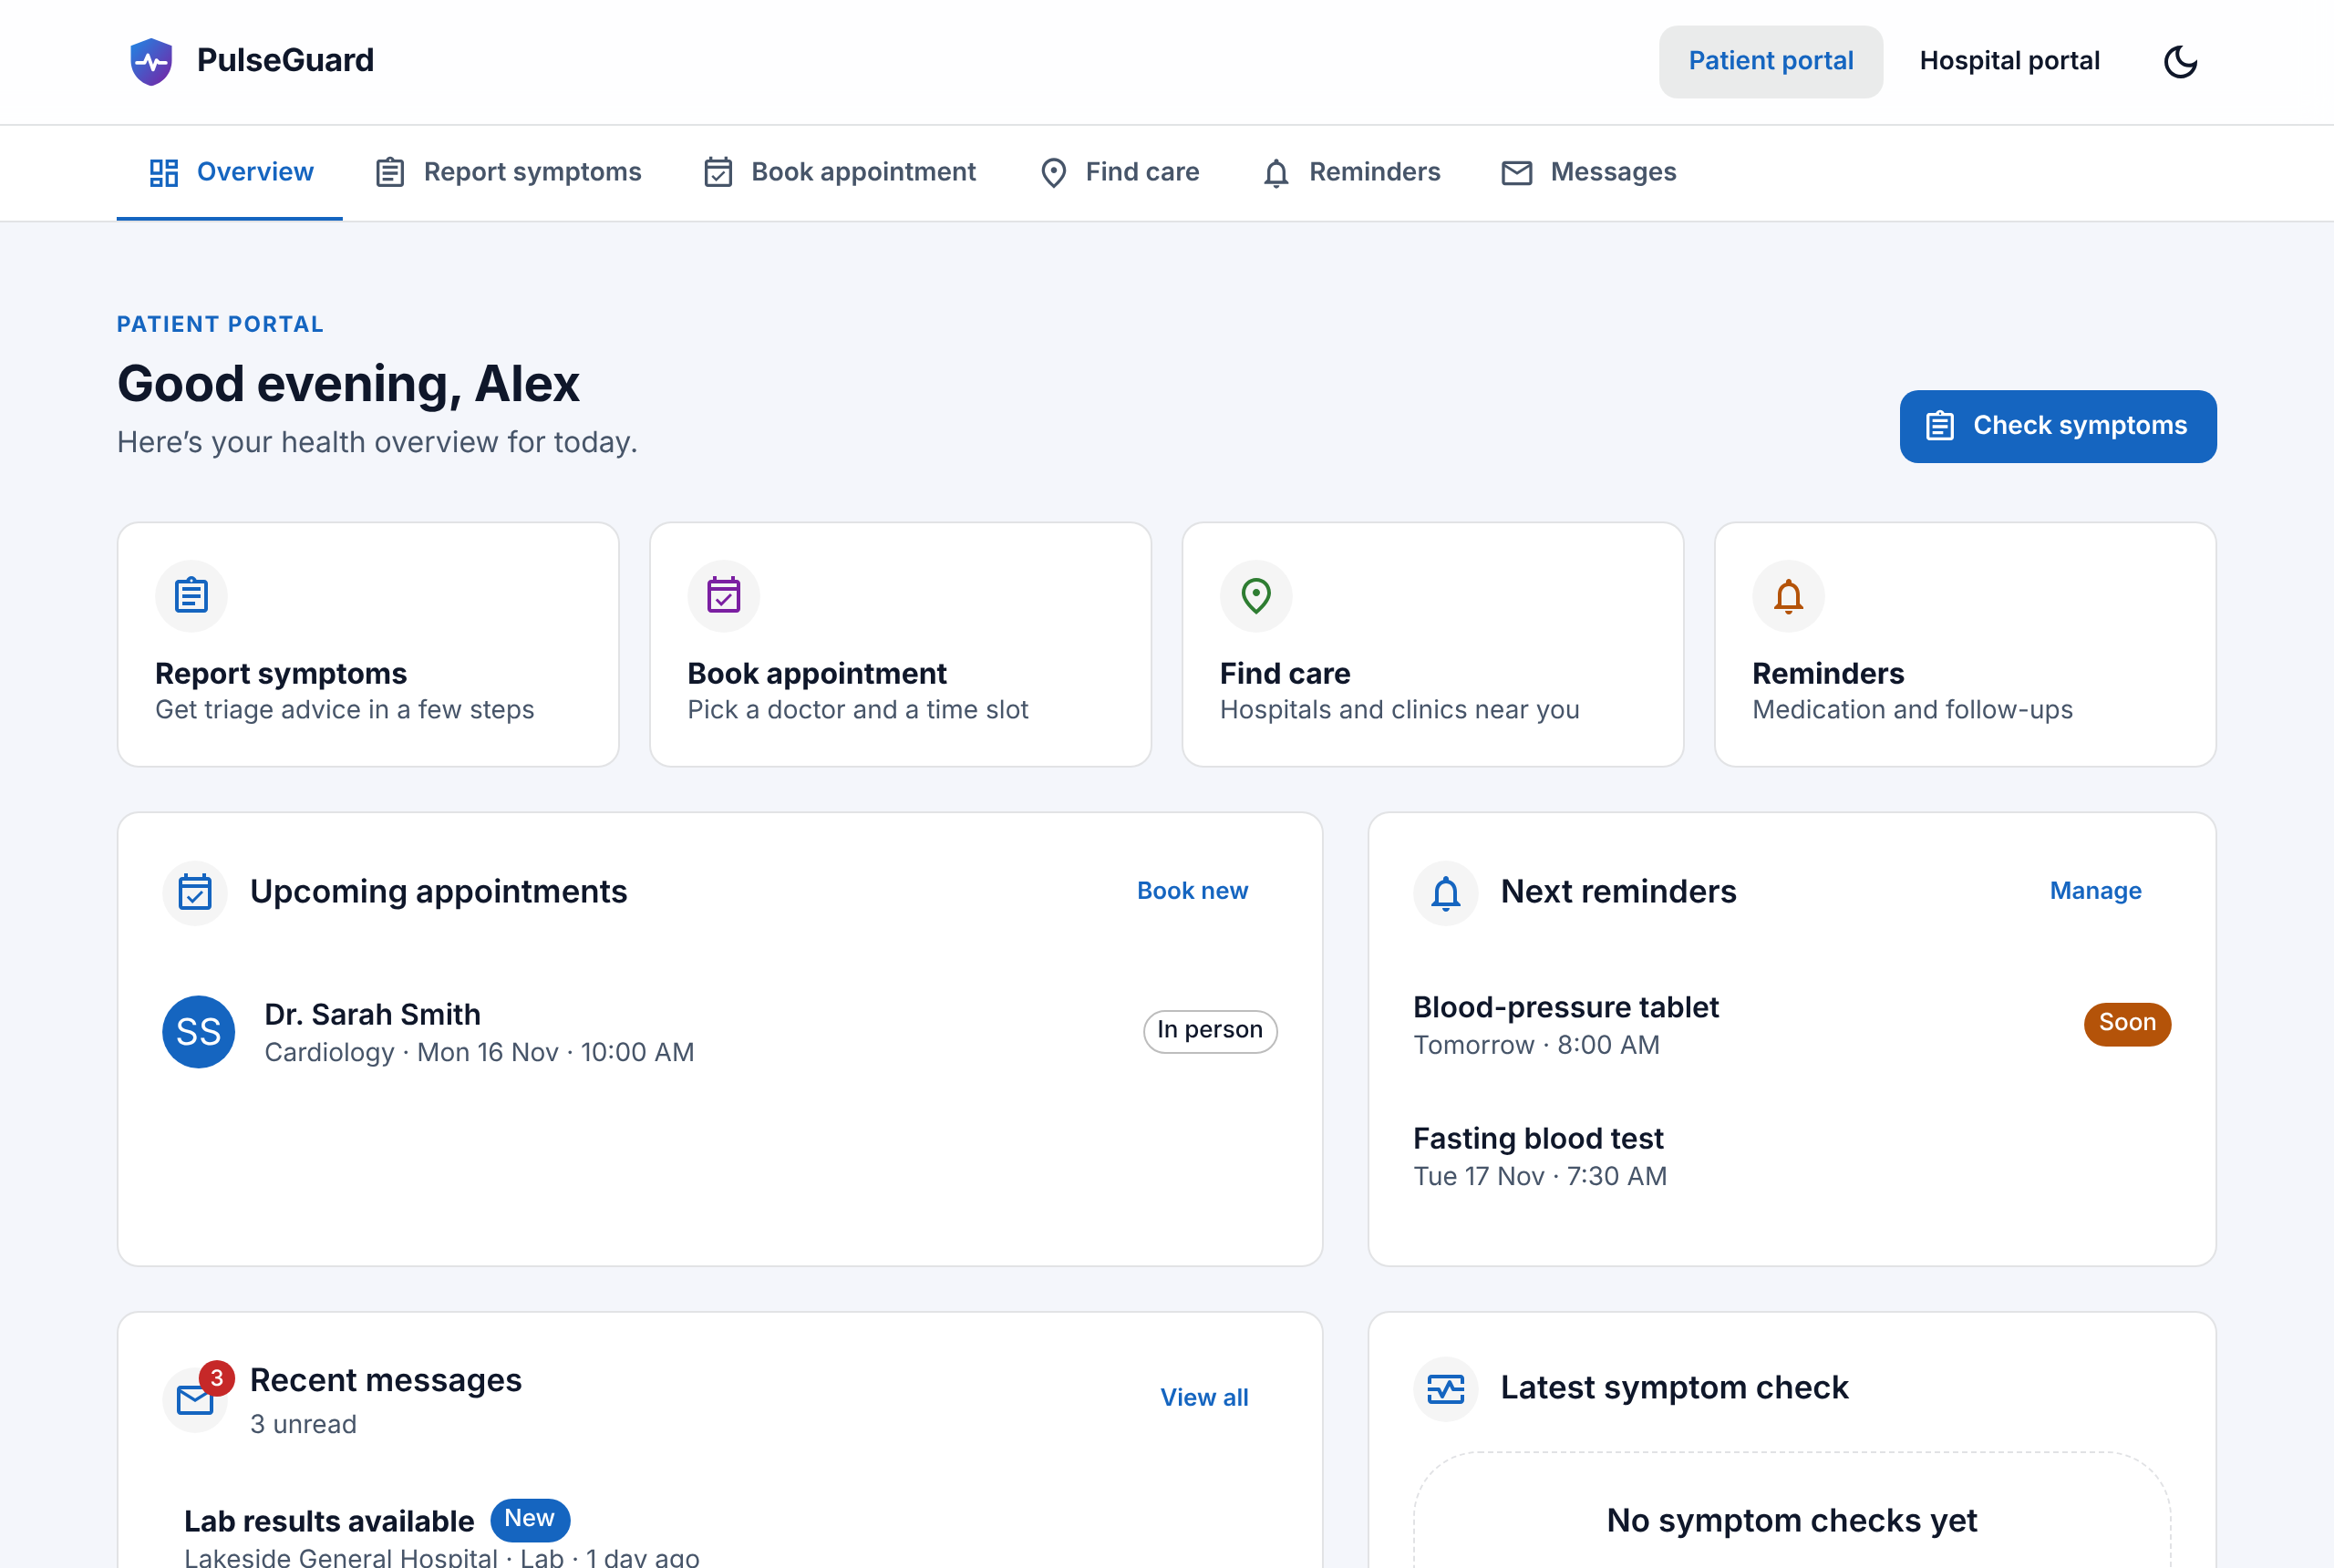 PulseGuard
Patient portal
Hospital portal
Overview
Report symptoms
Book appointment
Find care
Reminders
Messages
PATIENT PORTAL
Good evening, Alex
Here’s your health overview for today.
Check symptoms
Report symptoms
Get triage advice in a few steps
Book appointment
Pick a doctor and a time slot
Find care
Hospitals and clinics near you
Reminders
Medication and follow-ups
Upcoming appointments
Book new
SS
Dr. Sarah Smith
Cardiology · Mon 16 Nov · 10:00 AM
In person
Next reminders
Manage
Blood-pressure tablet
Tomorrow · 8:00 AM
Soon
Fasting blood test
Tue 17 Nov · 7:30 AM
3
Recent messages
3 unread
View all
Lab results available
New
Lakeside General Hospital · Lab · 1 day ago
Latest symptom check
No symptom checks yet